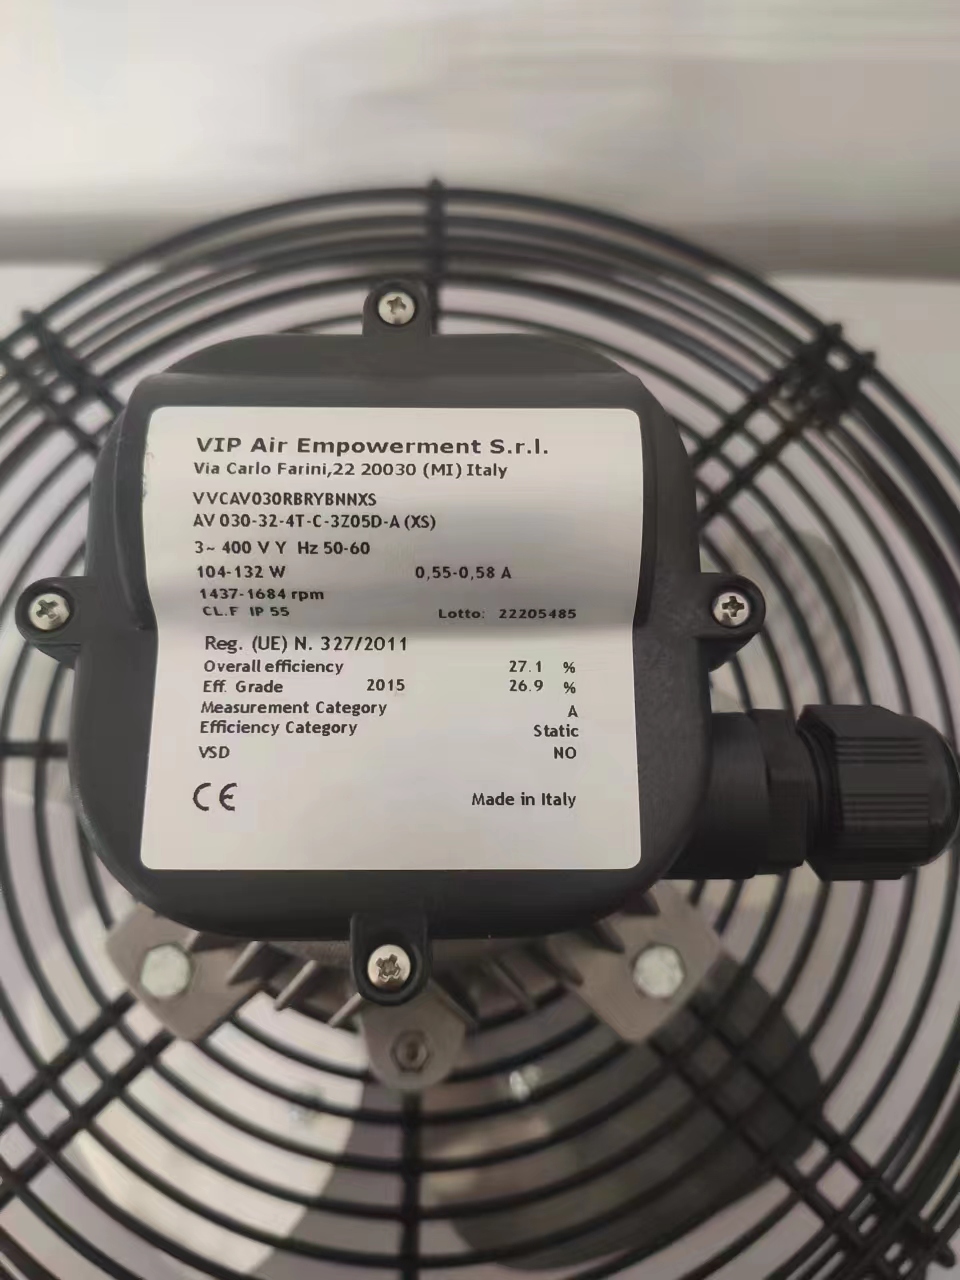 VIP Air Empowerment S.r.l.
Via Carlo Farini,22 20030 (MI) Italy
VVCAV030RBRYBNNXS
AV 030-32-4T-C-3Z05D-A (XS)
3~ 400 V Y Hz 50-60
104-132 W 0,55-0,58 A
1437-1684 rpm
CL.F IP 55 Lotto: 22205485
Reg. (UE) N. 327/2011
Overall efficiency 27.1 %
Eff. Grade 2015 26.9 %
Measurement Category A
Efficiency Category Static
VSD NO
CE Made in Italy